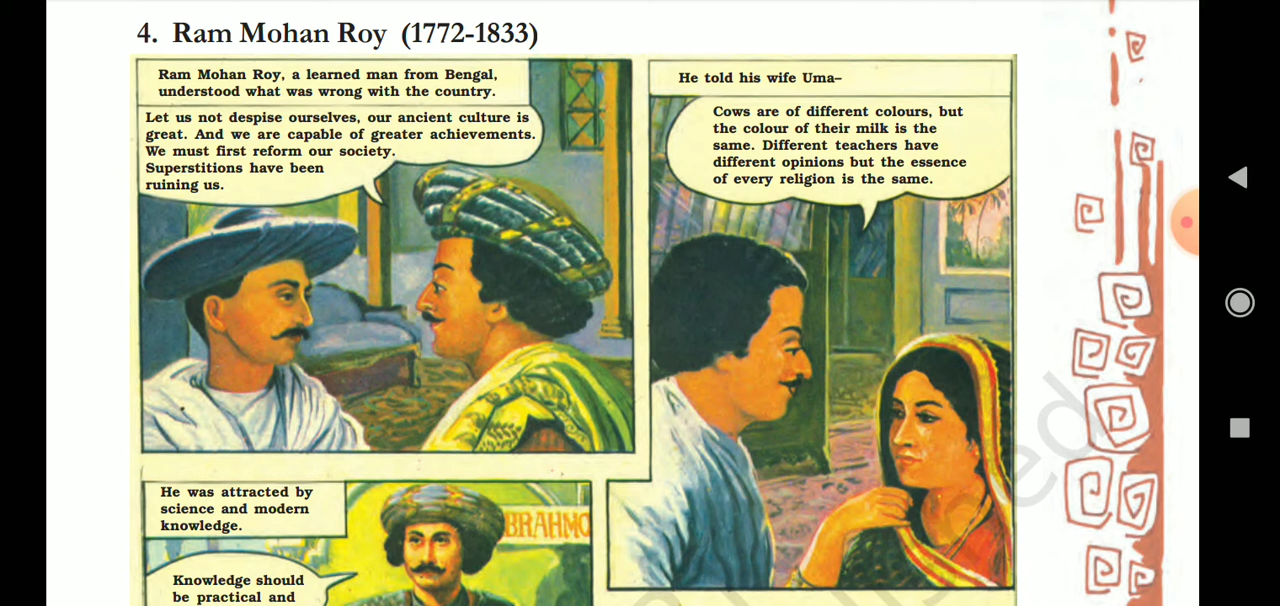 4. Ram Mohan Roy (1772-1833)
Ram Mohan Roy, a learned man from Bengal,
understood what was wrong with the country.
Let us not despise ourselves, our ancient culture is
great. And we are capable of greater achievements.
We must first reform our society.
Superstitions have been
ruining us.
He told his wife Uma–
Cows are of different colours, but
the colour of their milk is the
same. Different teachers have
different opinions but the essence
of every religion is the same.
He was attracted by
science and modern
knowledge.
BRAHMO
Knowledge should
be practical and